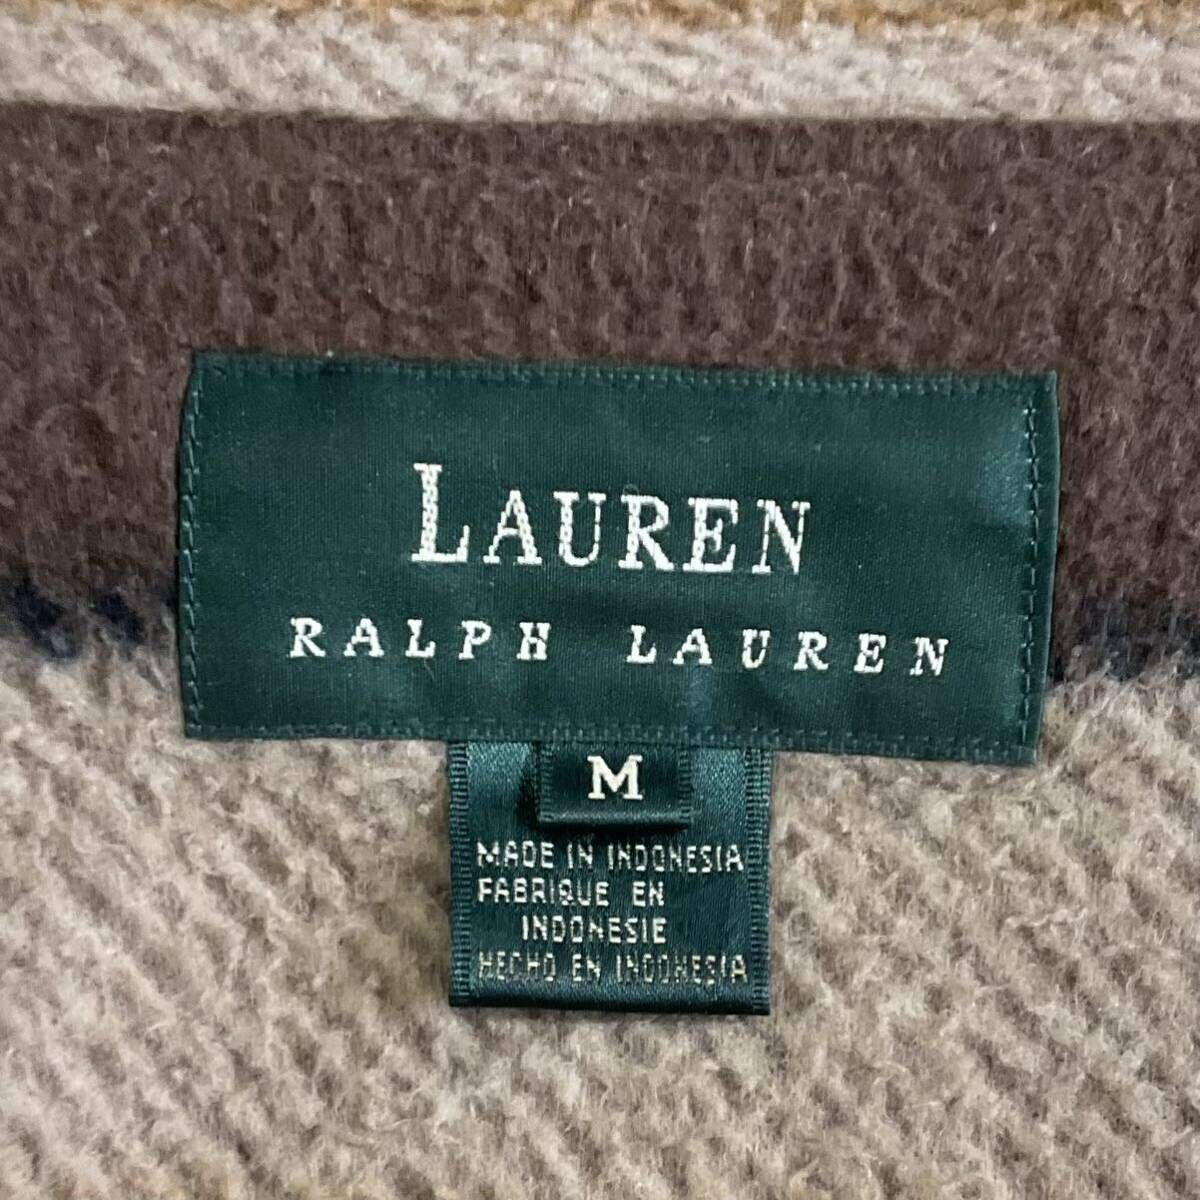 LAUREN
RALPH LAUREN
M
MADE IN INDONESIA
FABRIQUE EN
INDONESIE
HECHO EN INDONESIA